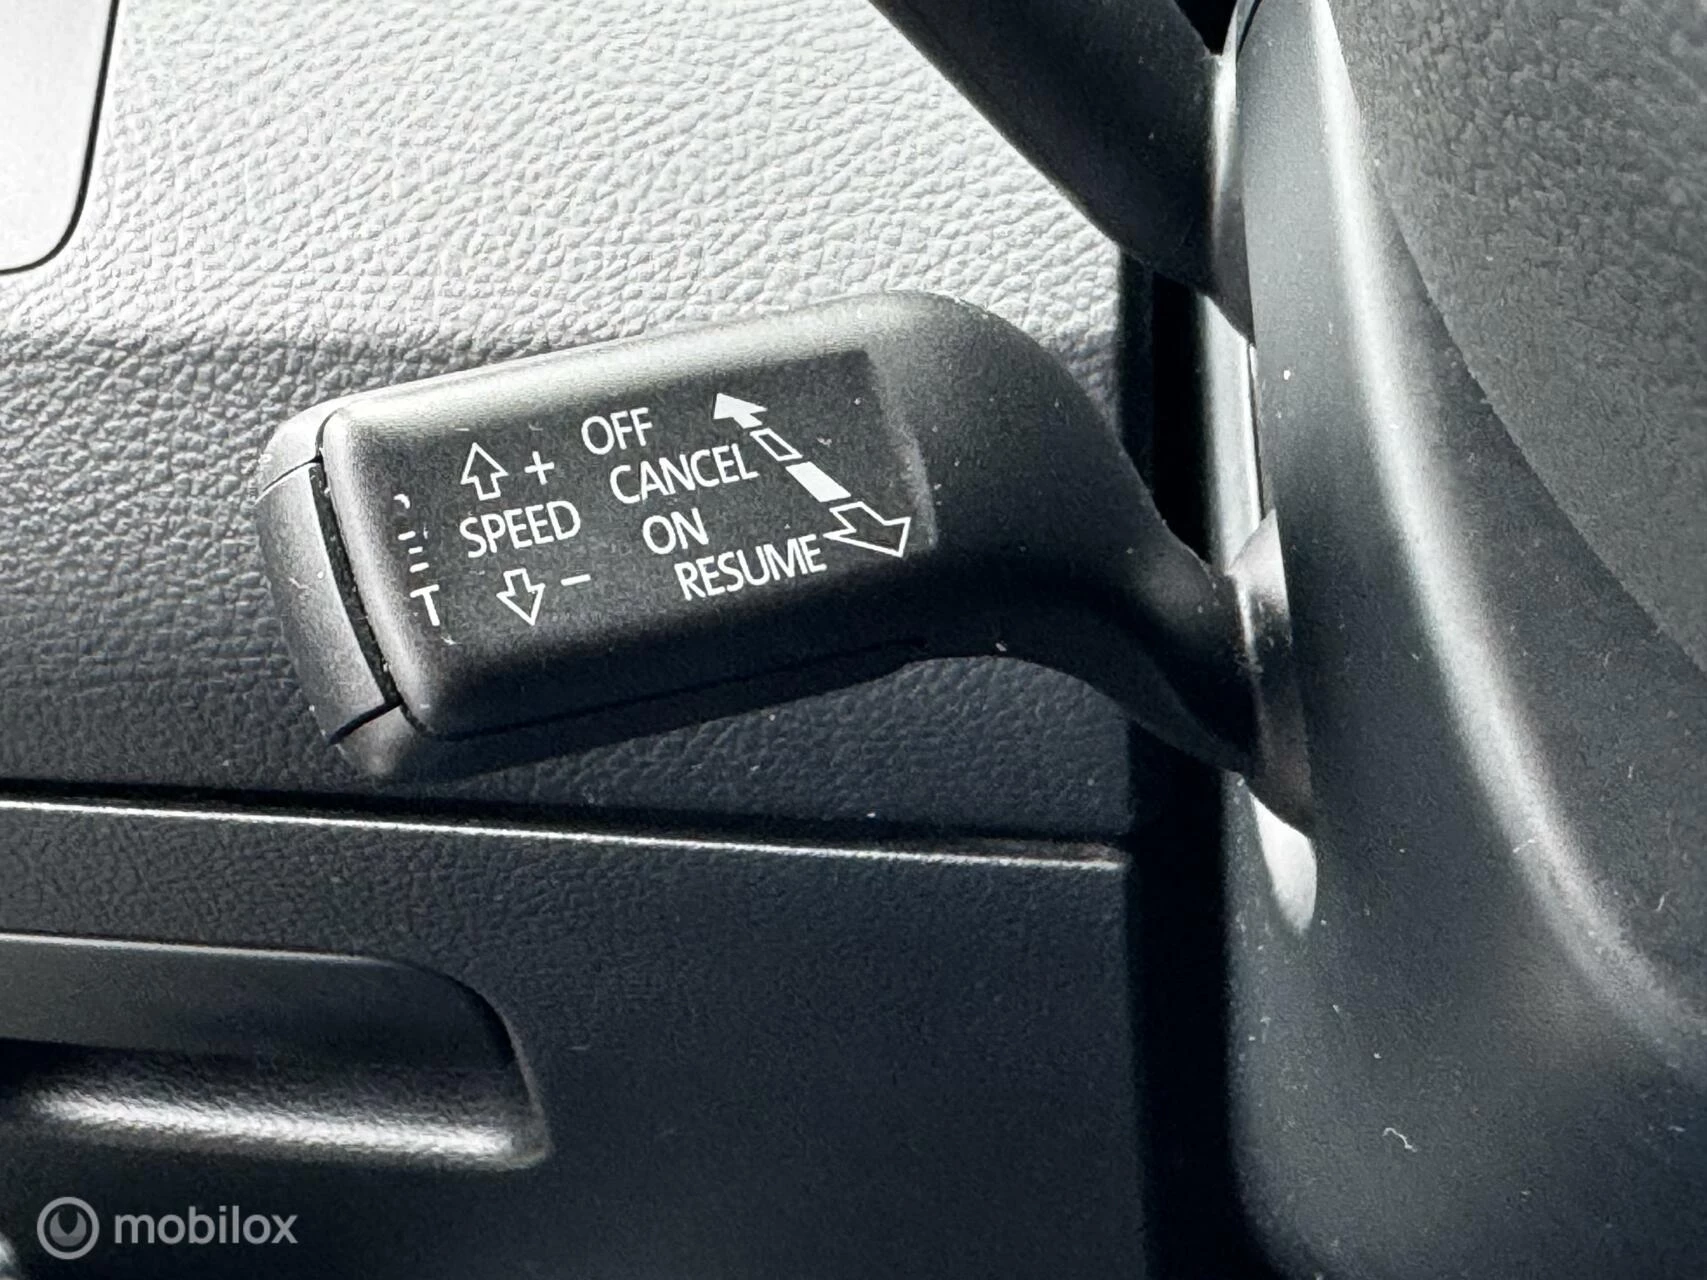 OFF
CANCEL
ON
RESUME
+
SPEED
−
mobilox